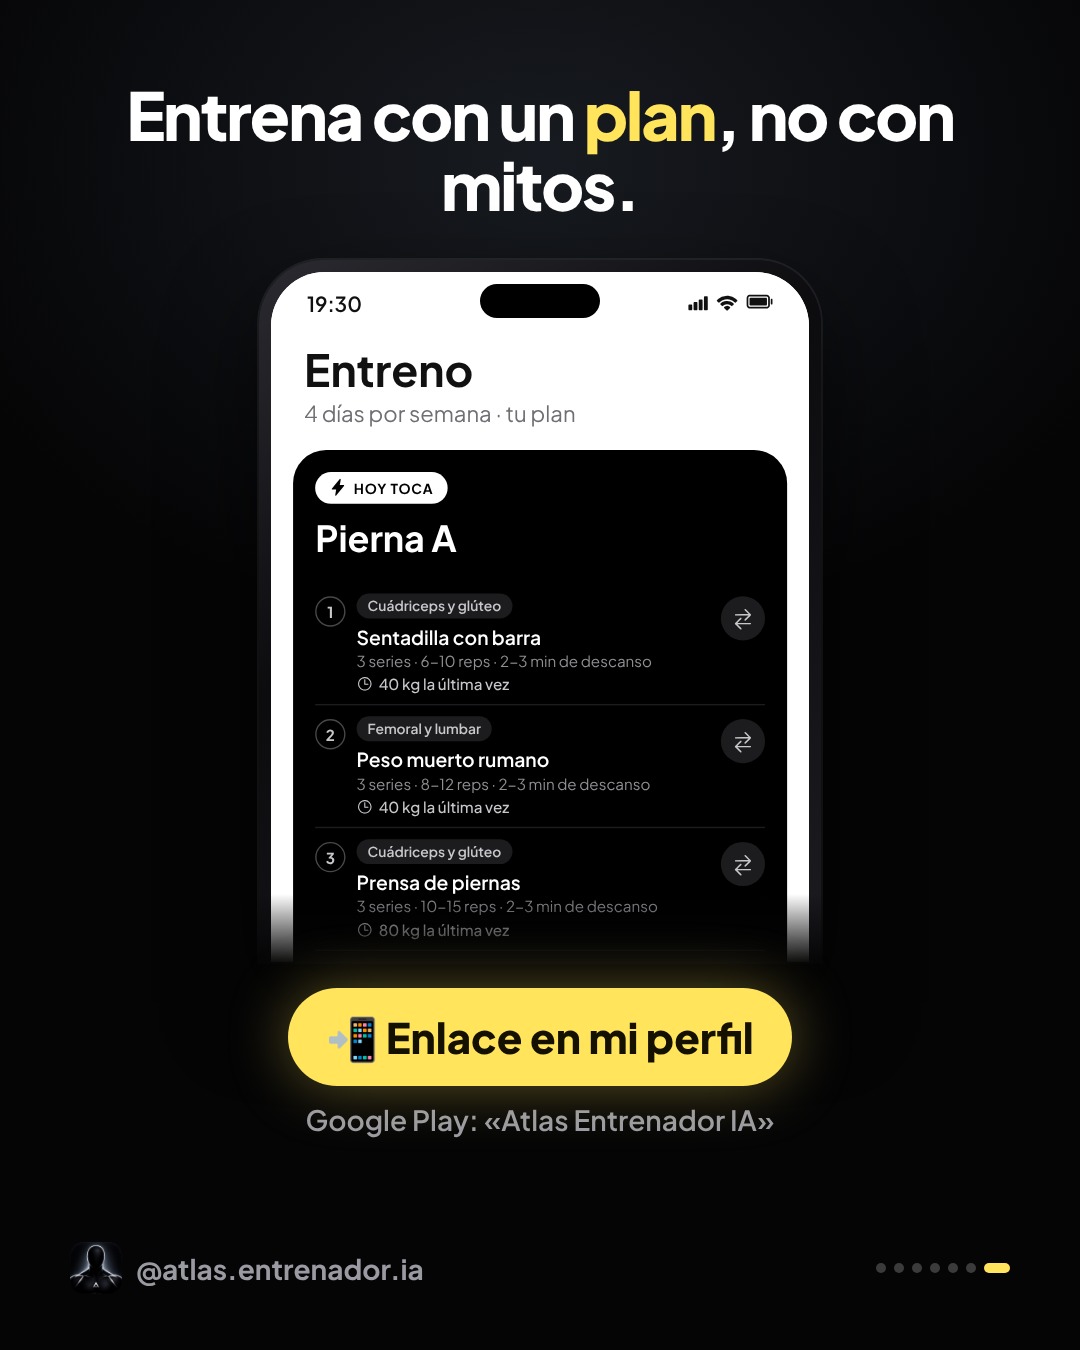 Entrena con un plan, no con
mitos.
19:30
Entreno
4 días por semana · tu plan
HOY TOCA
Pierna A
1
Cuádriceps y glúteo
Sentadilla con barra
3 series · 6–10 reps · 2–3 min de descanso
40 kg la última vez
2
Femoral y lumbar
Peso muerto rumano
3 series · 8–12 reps · 2–3 min de descanso
40 kg la última vez
3
Cuádriceps y glúteo
Prensa de piernas
3 series · 10–15 reps · 2–3 min de descanso
80 kg la última vez
📲 Enlace en mi perfil
Google Play: «Atlas Entrenador IA»
@atlas.entrenador.ia